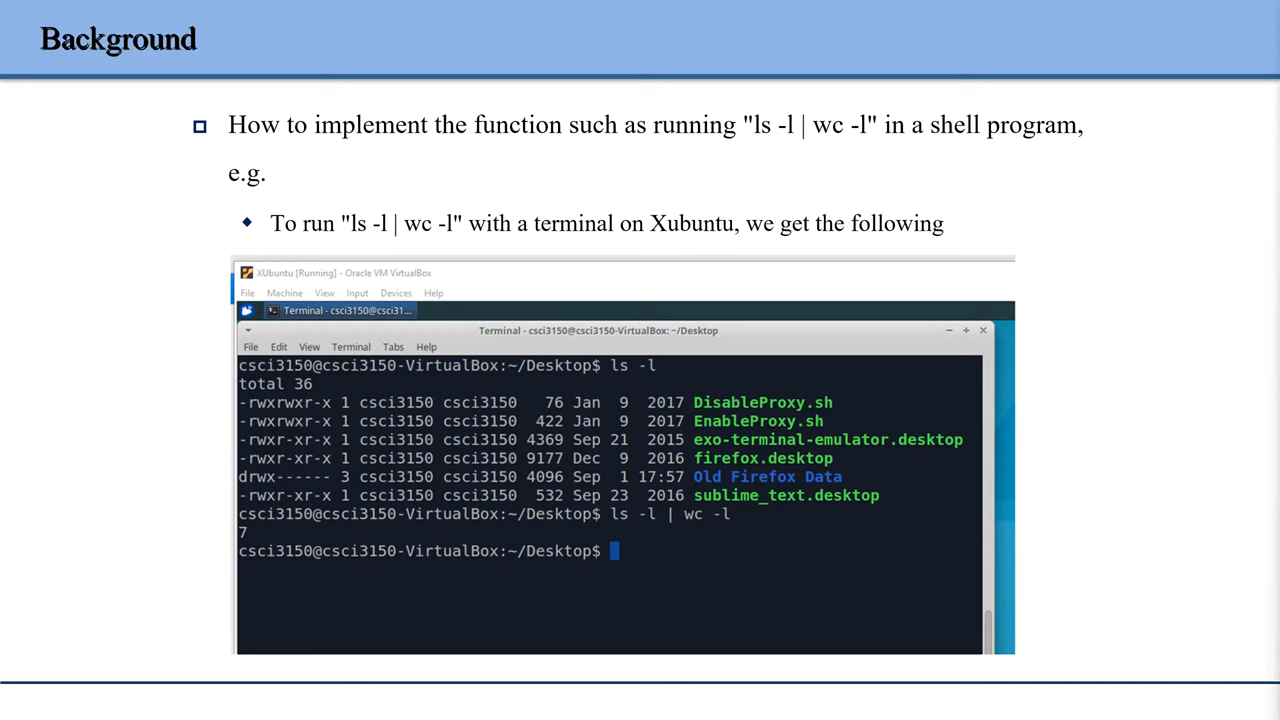 Background
How to implement the function such as running "ls -l | wc -l" in a shell program,
e.g.
To run "ls -l | wc -l" with a terminal on Xubuntu, we get the following
XUbuntu [Running] - Oracle VM VirtualBox
File Machine View Input Devices Help
Terminal - csci3150@csci31...
Terminal - csci3150@csci3150-VirtualBox: ~/Desktop
File Edit View Terminal Tabs Help
csci3150@csci3150-VirtualBox:~/Desktop$ ls -l
total 36
-rwxrwxr-x 1 csci3150 csci3150   76 Jan  9  2017 DisableProxy.sh
-rwxrwxr-x 1 csci3150 csci3150  422 Jan  9  2017 EnableProxy.sh
-rwxr-xr-x 1 csci3150 csci3150 4369 Sep 21  2015 exo-terminal-emulator.desktop
-rwxr-xr-x 1 csci3150 csci3150 9177 Dec  9  2016 firefox.desktop
drwx------ 3 csci3150 csci3150 4096 Sep  1 17:57 Old Firefox Data
-rwxr-xr-x 1 csci3150 csci3150  532 Sep 23  2016 sublime_text.desktop
csci3150@csci3150-VirtualBox:~/Desktop$ ls -l | wc -l
7
csci3150@csci3150-VirtualBox:~/Desktop$